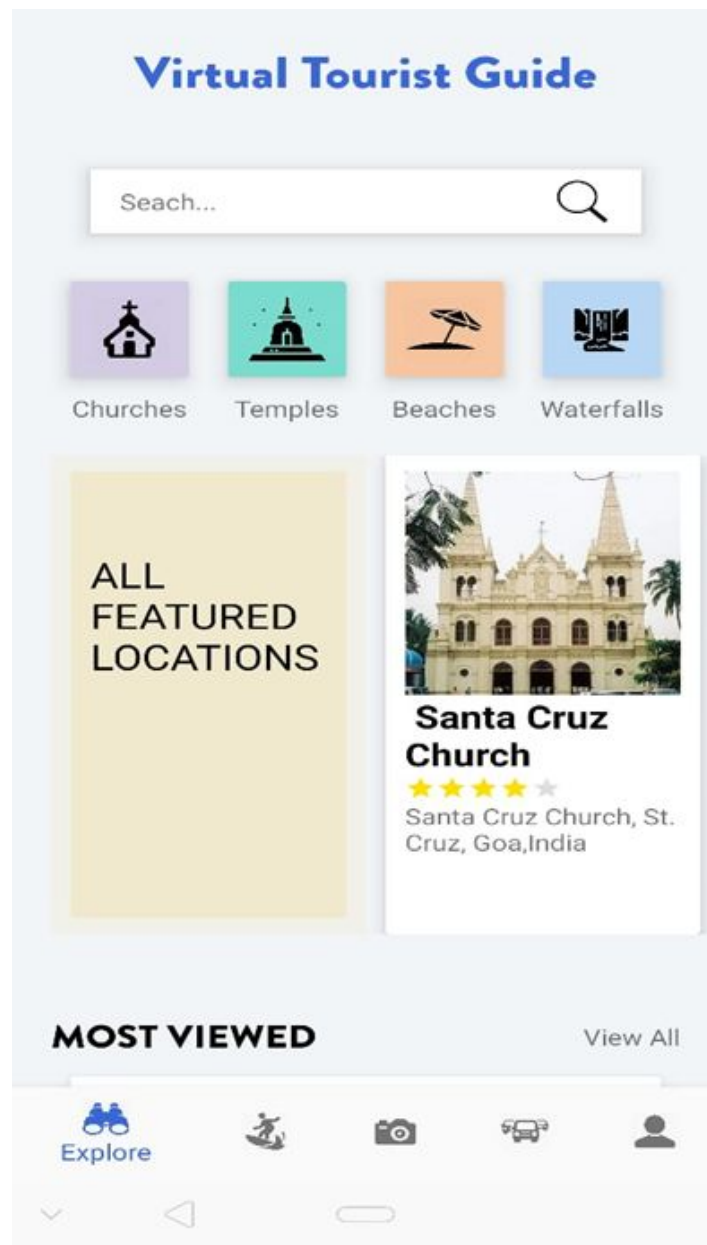 Virtual Tourist Guide
Seach...
Churches
Temples
Beaches
Waterfalls
ALL
FEATURED
LOCATIONS
Santa Cruz
Church
Santa Cruz Church, St.
Cruz, Goa,India
MOST VIEWED
View All
Explore